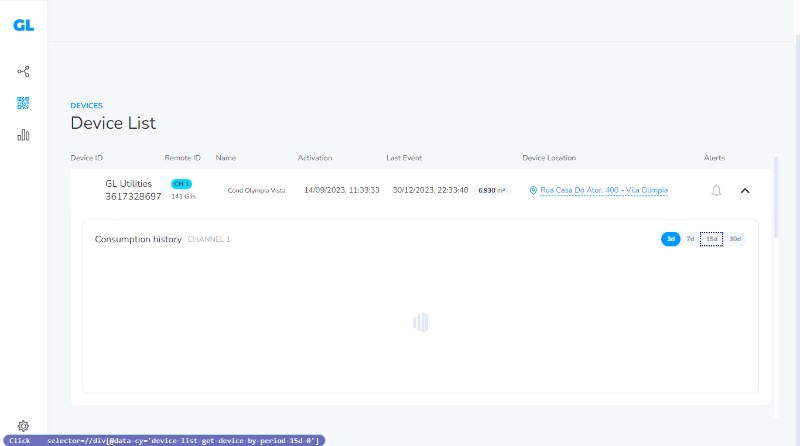 GL
DEVICES
Device List
Device ID Remote ID Name Activation Last Event Device Location Alerts
GL Utilities CH 1
3617328697 141 Gás Cond Olympia Vista 14/09/2023, 11:33:33 30/12/2023, 22:33:40 6.930 m³ Rua Casa Do Ator, 400 - Vila Olímpia
Consumption history CHANNEL 1 3d 7d 15d 30d
Click selector=//div[@data-cy='device-list-get-device-by-period-15d-0']